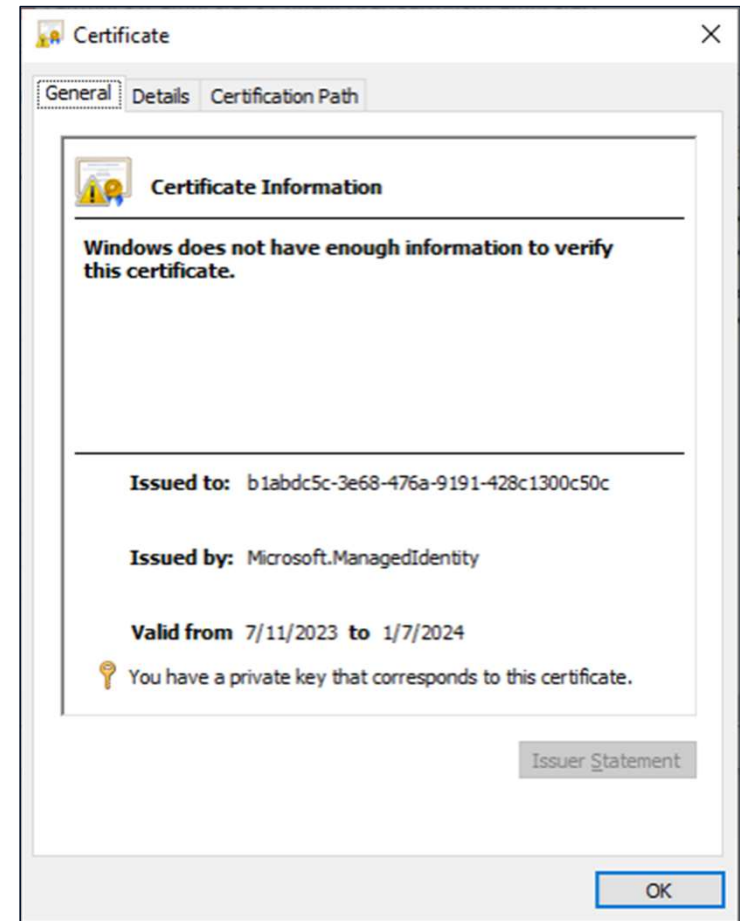 Certificate
General Details Certification Path
Certificate Information
Windows does not have enough information to verify
this certificate.
Issued to: b1abdc5c-3e68-476a-9191-428c1300c50c
Issued by: Microsoft.ManagedIdentity
Valid from 7/11/2023 to 1/7/2024
You have a private key that corresponds to this certificate.
Issuer Statement
OK